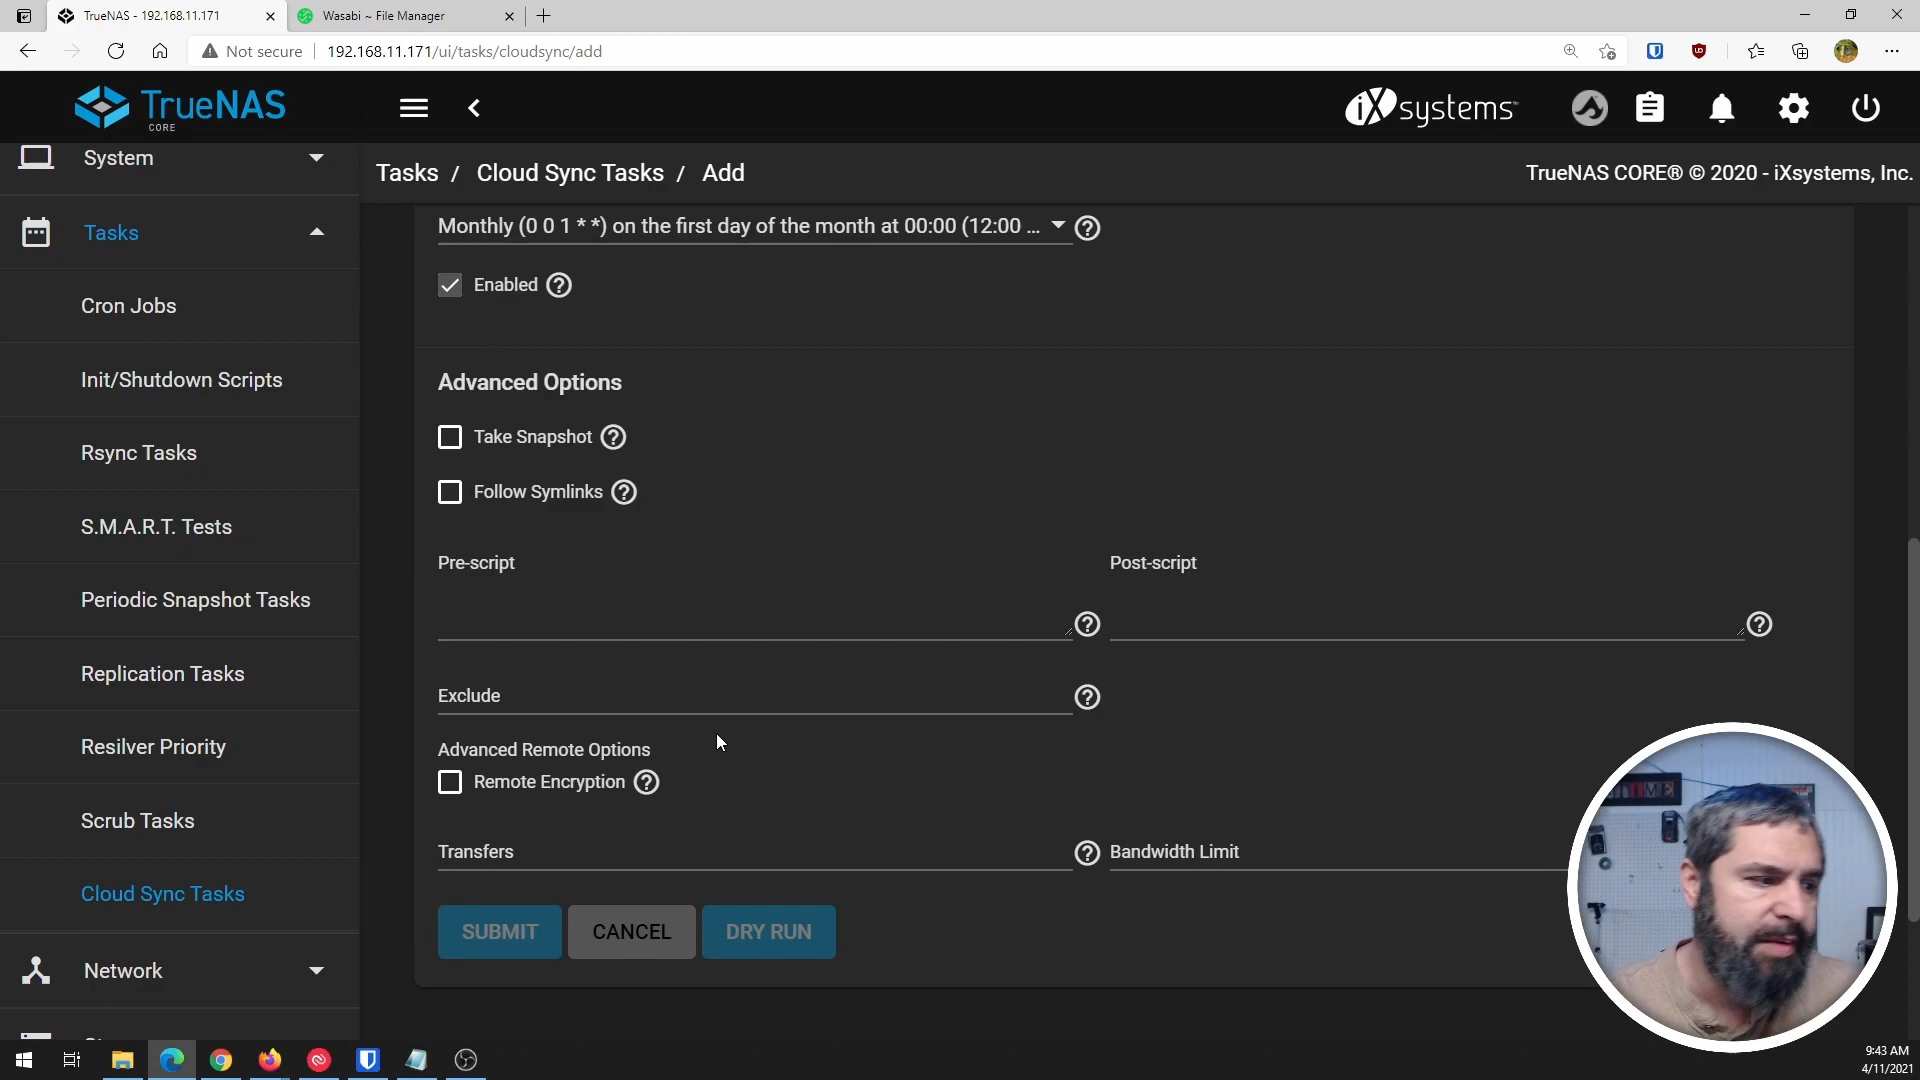 TrueNAS - 192.168.11.171
Wasabi ~ File Manager
Not secure
192.168.11.171/ui/tasks/cloudsync/add
TrueNAS
CORE
iXsystems™
System
Tasks / Cloud Sync Tasks / Add
TrueNAS CORE® © 2020 - iXsystems, Inc.
Tasks
Cron Jobs
Init/Shutdown Scripts
Rsync Tasks
S.M.A.R.T. Tests
Periodic Snapshot Tasks
Replication Tasks
Resilver Priority
Scrub Tasks
Cloud Sync Tasks
Network
Monthly (0 0 1 * *) on the first day of the month at 00:00 (12:00 ...
Enabled
Advanced Options
Take Snapshot
Follow Symlinks
Pre-script
Post-script
Exclude
Advanced Remote Options
Remote Encryption
Transfers
Bandwidth Limit
SUBMIT
CANCEL
DRY RUN
9:43 AM
4/11/2021